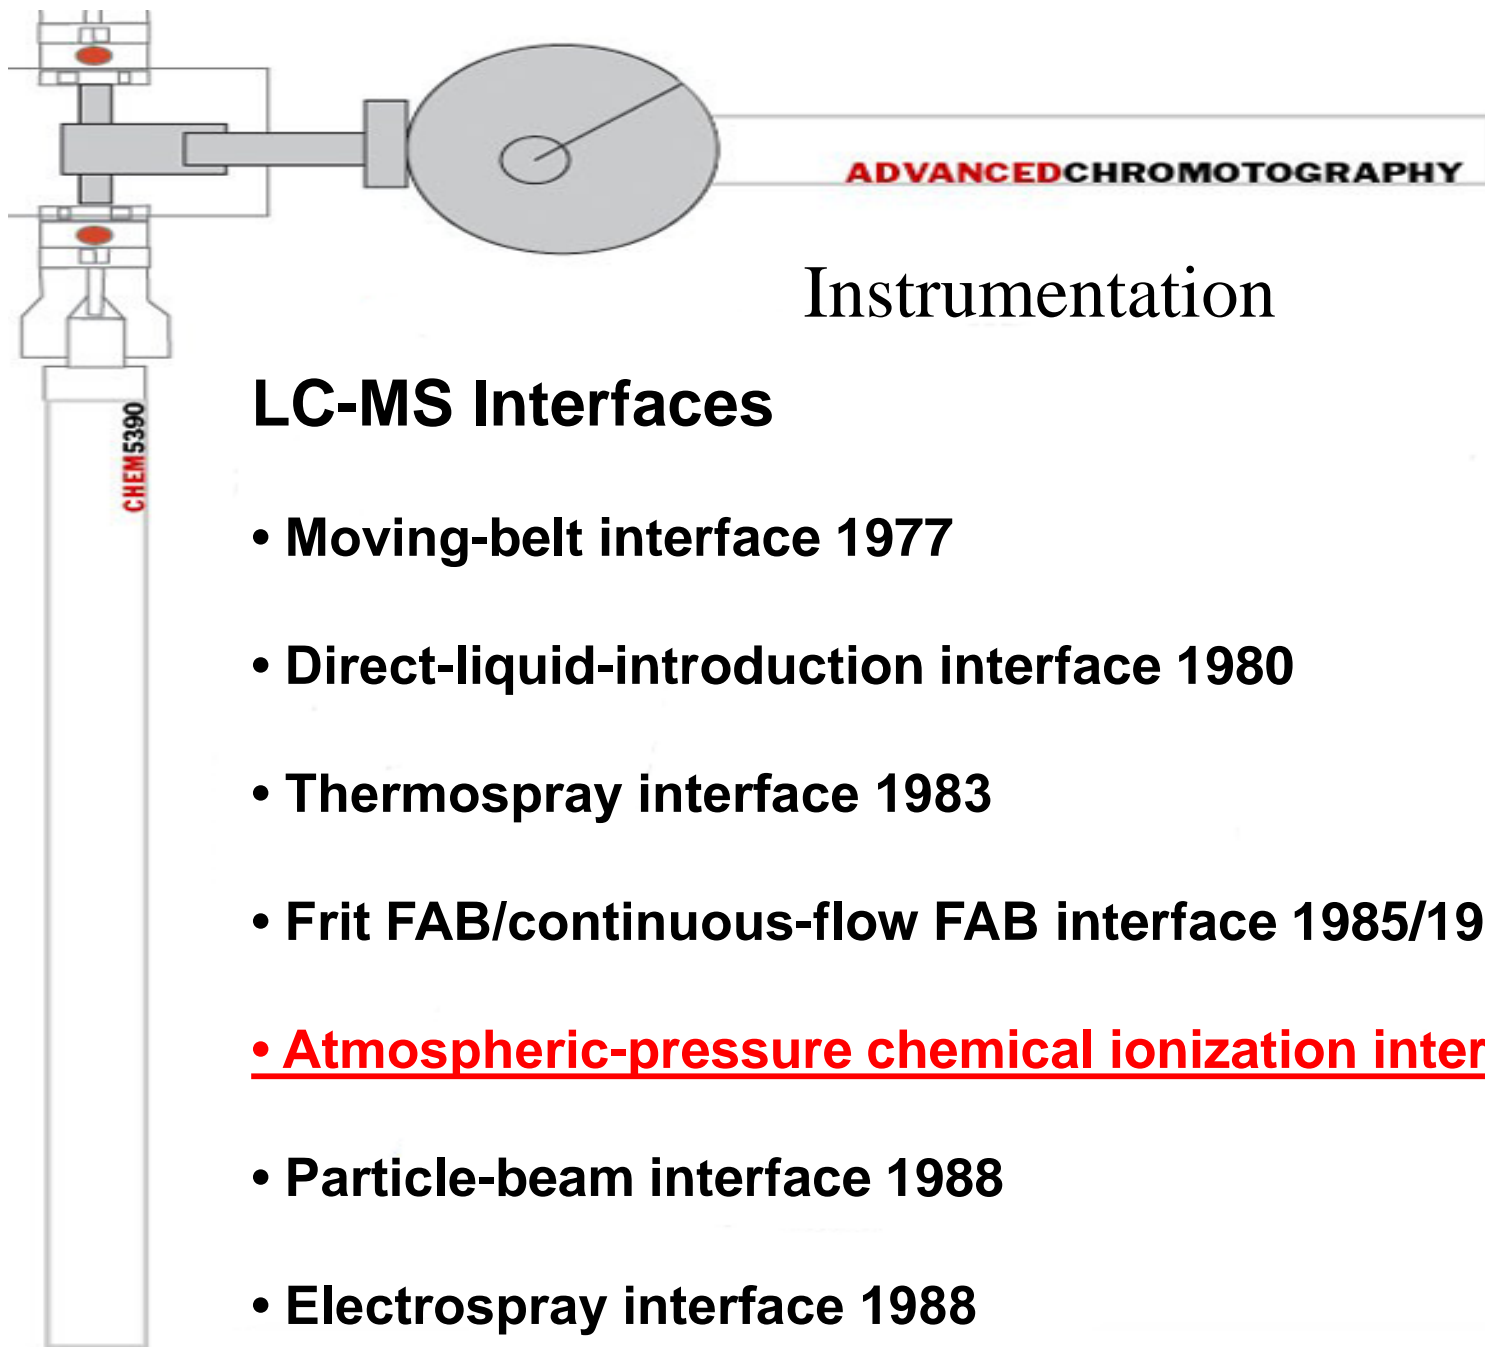 ADVANCEDCHROMOTOGRAPHY
Instrumentation
LC-MS Interfaces
CHEM5390
• Moving-belt interface 1977
• Direct-liquid-introduction interface 1980
• Thermospray interface 1983
• Frit FAB/continuous-flow FAB interface 1985/19
• Atmospheric-pressure chemical ionization inter
• Particle-beam interface 1988
• Electrospray interface 1988